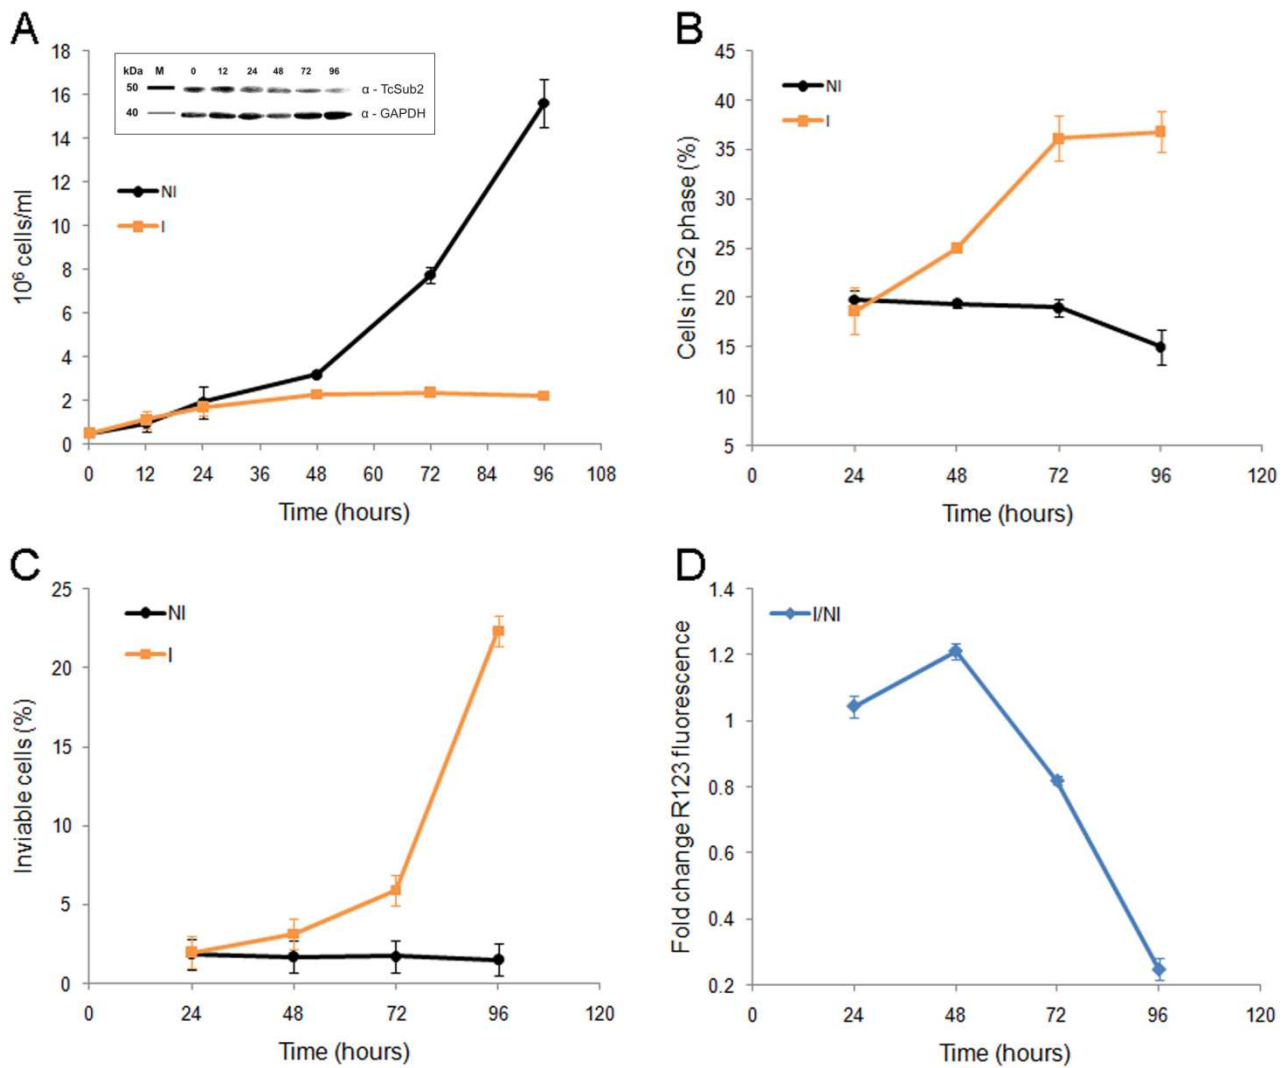 A
18
16
14
12
10
8
6
4
2
0
10⁶ cells/ml
kDa M 0 12 24 48 72 96
50 α - TcSub2
40 α - GAPDH
NI
I
0 12 24 36 48 60 72 84 96 108
Time (hours)
B
45
40
35
30
25
20
15
10
5
Cells in G2 phase (%)
NI
I
0 24 48 72 96 120
Time (hours)
C
25
20
15
10
5
0
Inviable cells (%)
NI
I
0 24 48 72 96 120
Time (hours)
D
1.4
1.2
1
0.8
0.6
0.4
0.2
Fold change R123 fluorescence
I/NI
0 24 48 72 96 120
Time (hours)